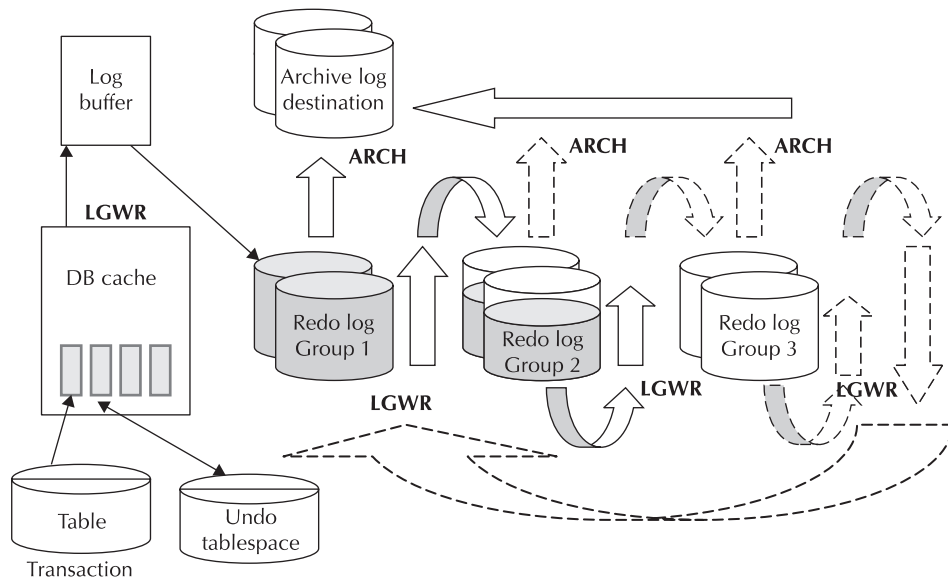 Log
buffer
Archive log
destination
ARCH
ARCH
ARCH
LGWR
DB cache
Redo log
Group 1
Redo log
Group 2
Redo log
Group 3
LGWR
LGWR
LGWR
Table
Undo
tablespace
Transaction